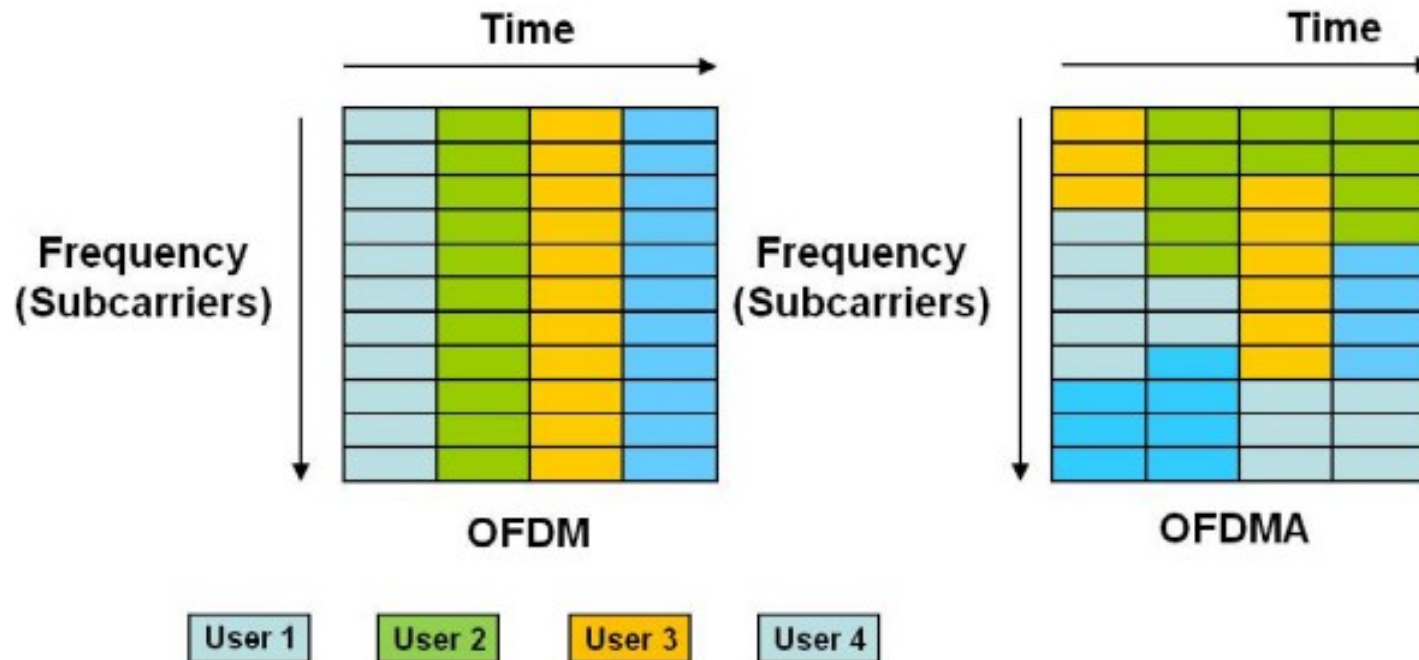 Time
Time
Frequency
(Subcarriers)
Frequency
(Subcarriers)
OFDM
OFDMA
User 1
User 2
User 3
User 4